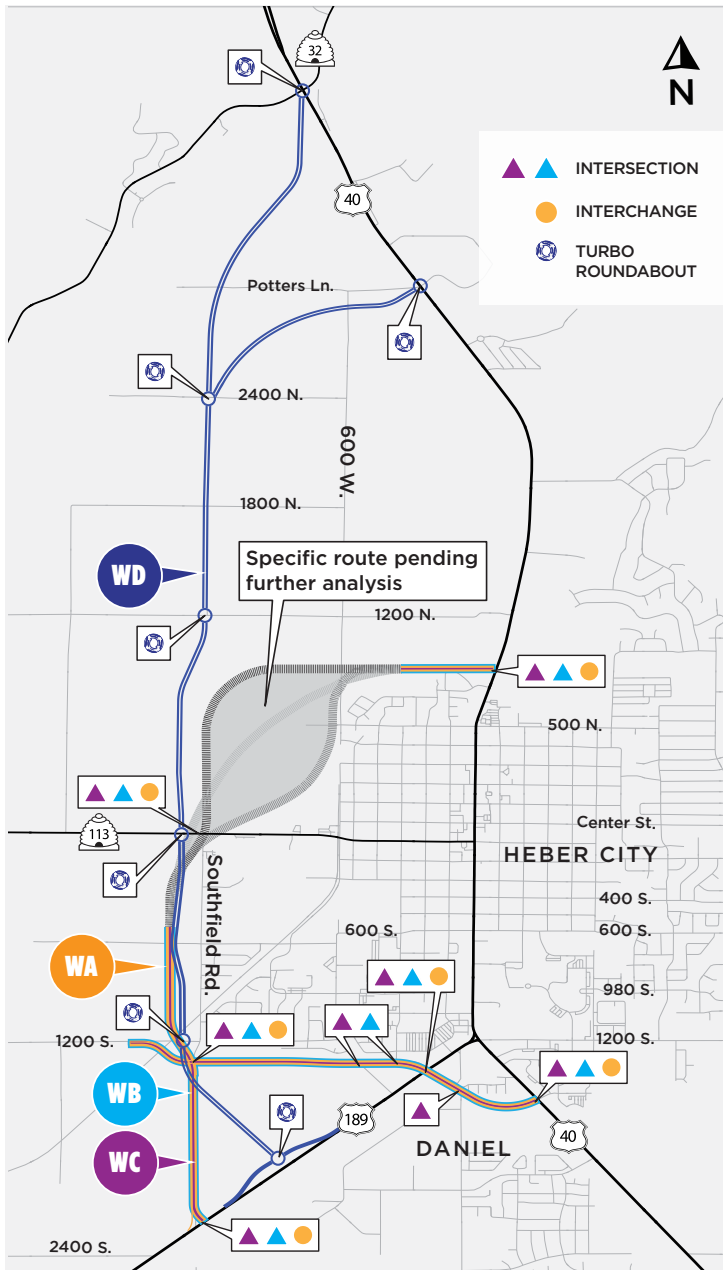 32
N
INTERSECTION
INTERCHANGE
TURBO
ROUNDABOUT
40
Potters Ln.
2400 N.
600 W.
1800 N.
Specific route pending
further analysis
WD
1200 N.
500 N.
Center St.
113
HEBER CITY
Southfield Rd.
400 S.
600 S.
600 S.
WA
980 S.
1200 S.
1200 S.
WB
189
40
DANIEL
WC
2400 S.